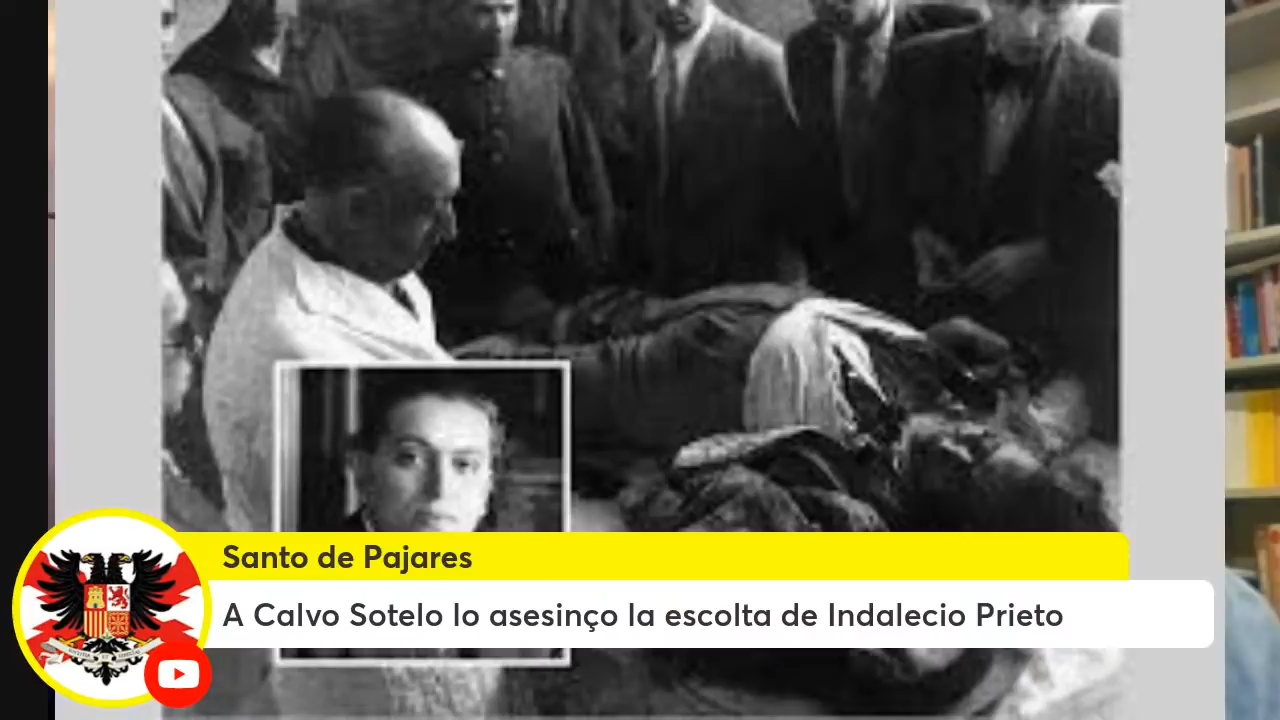 Santo de Pajares
A Calvo Sotelo lo asesinço la escolta de Indalecio Prieto